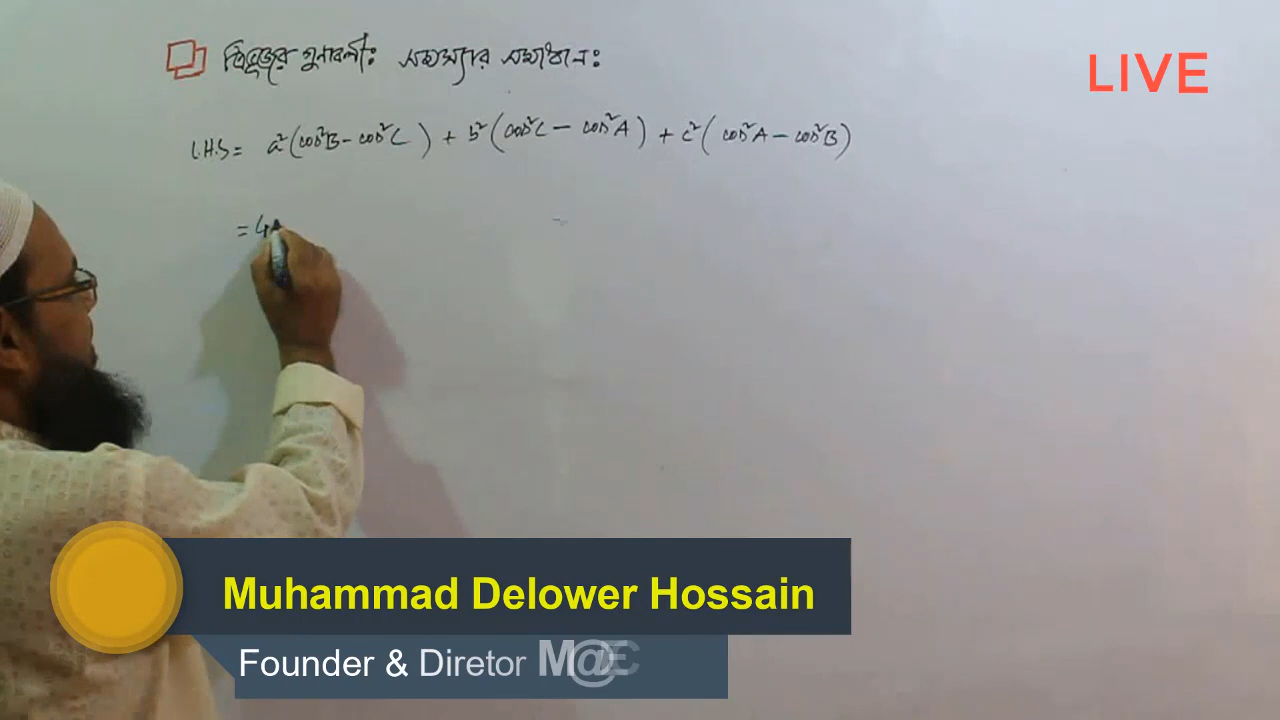 ত্রিভুজের গুণাবলী: সমস্যার সমাধান:
LIVE
L.H.S = a²(cos²B - cos²C) + b²(cos²C - cos²A) + c²(cos²A - cos²B)
= 4
Muhammad Delower Hossain
Founder & Diretor M@EC